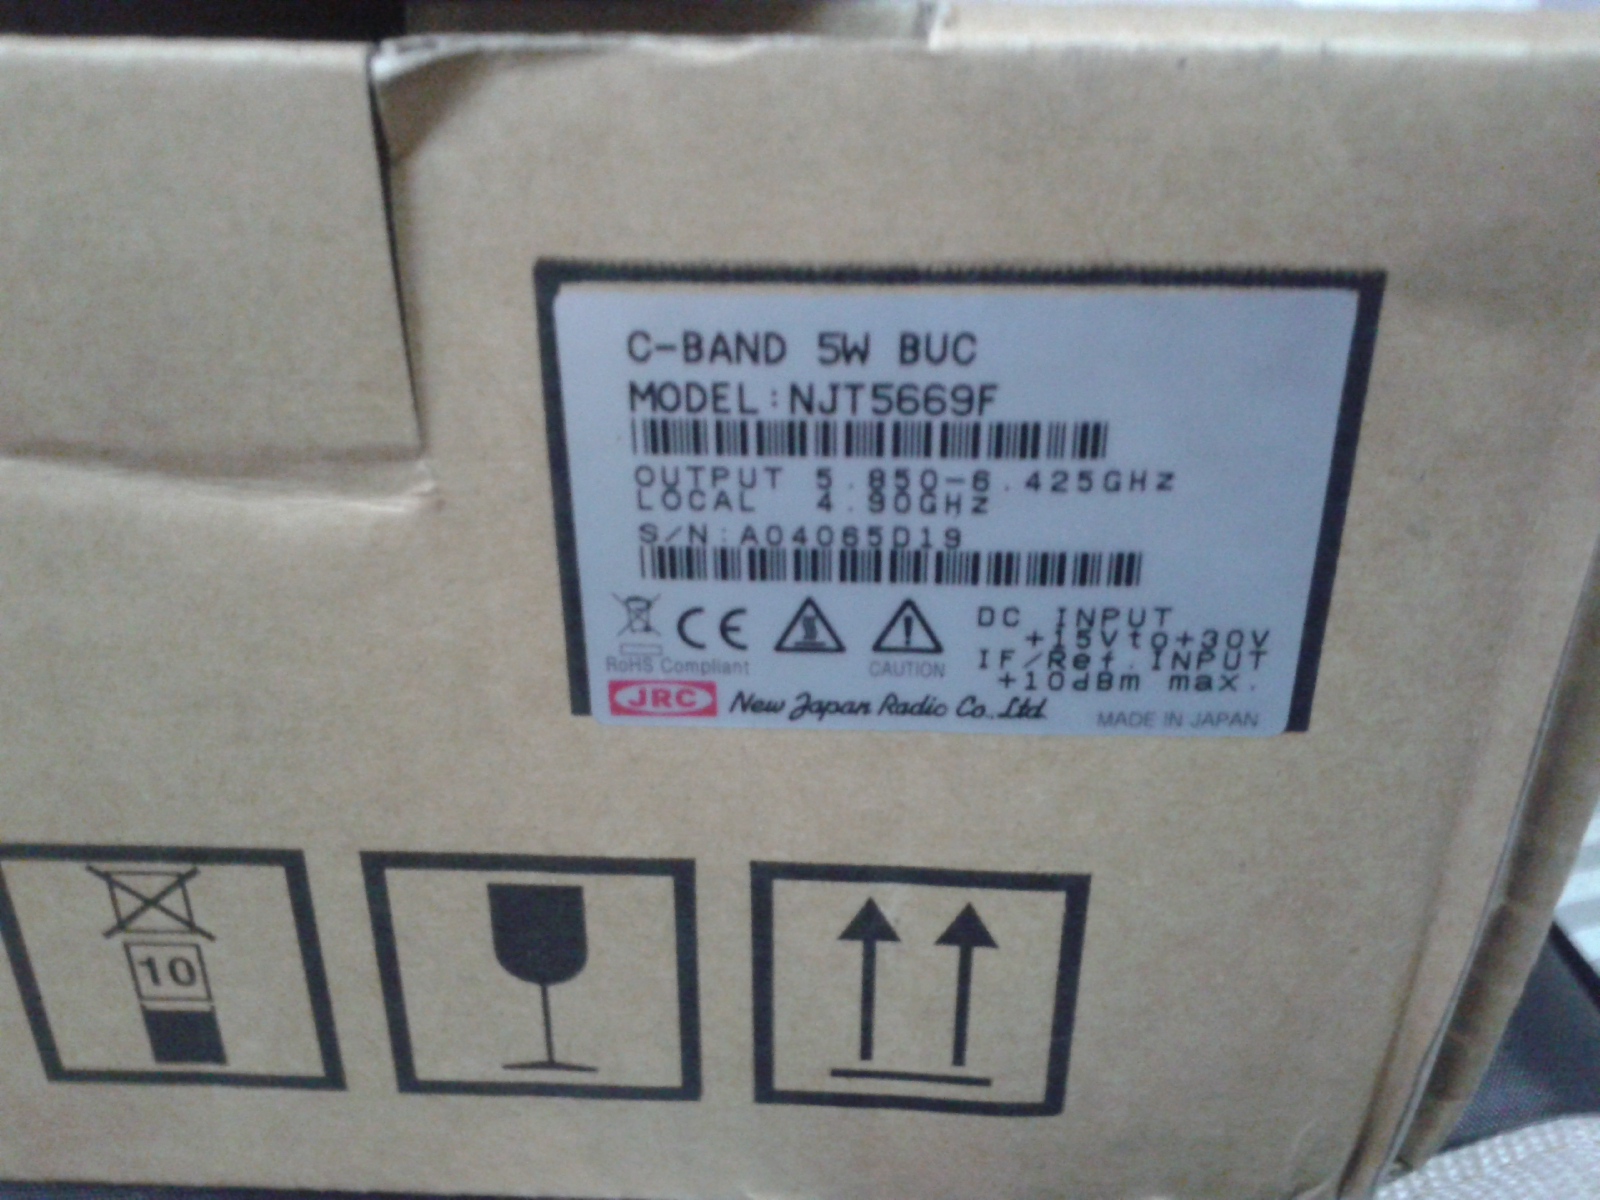 C-BAND 5W BUC
MODEL:NJT5669F
OUTPUT 5.850-6.425GHz
LOCAL 4.90GHz
S/N:A04065D19
DC INPUT
+15Vto+30V
IF/Ref.INPUT
+10dBm max.
RoHS Compliant
CAUTION
CE
JRC New Japan Radio Co.,Ltd.
MADE IN JAPAN
10